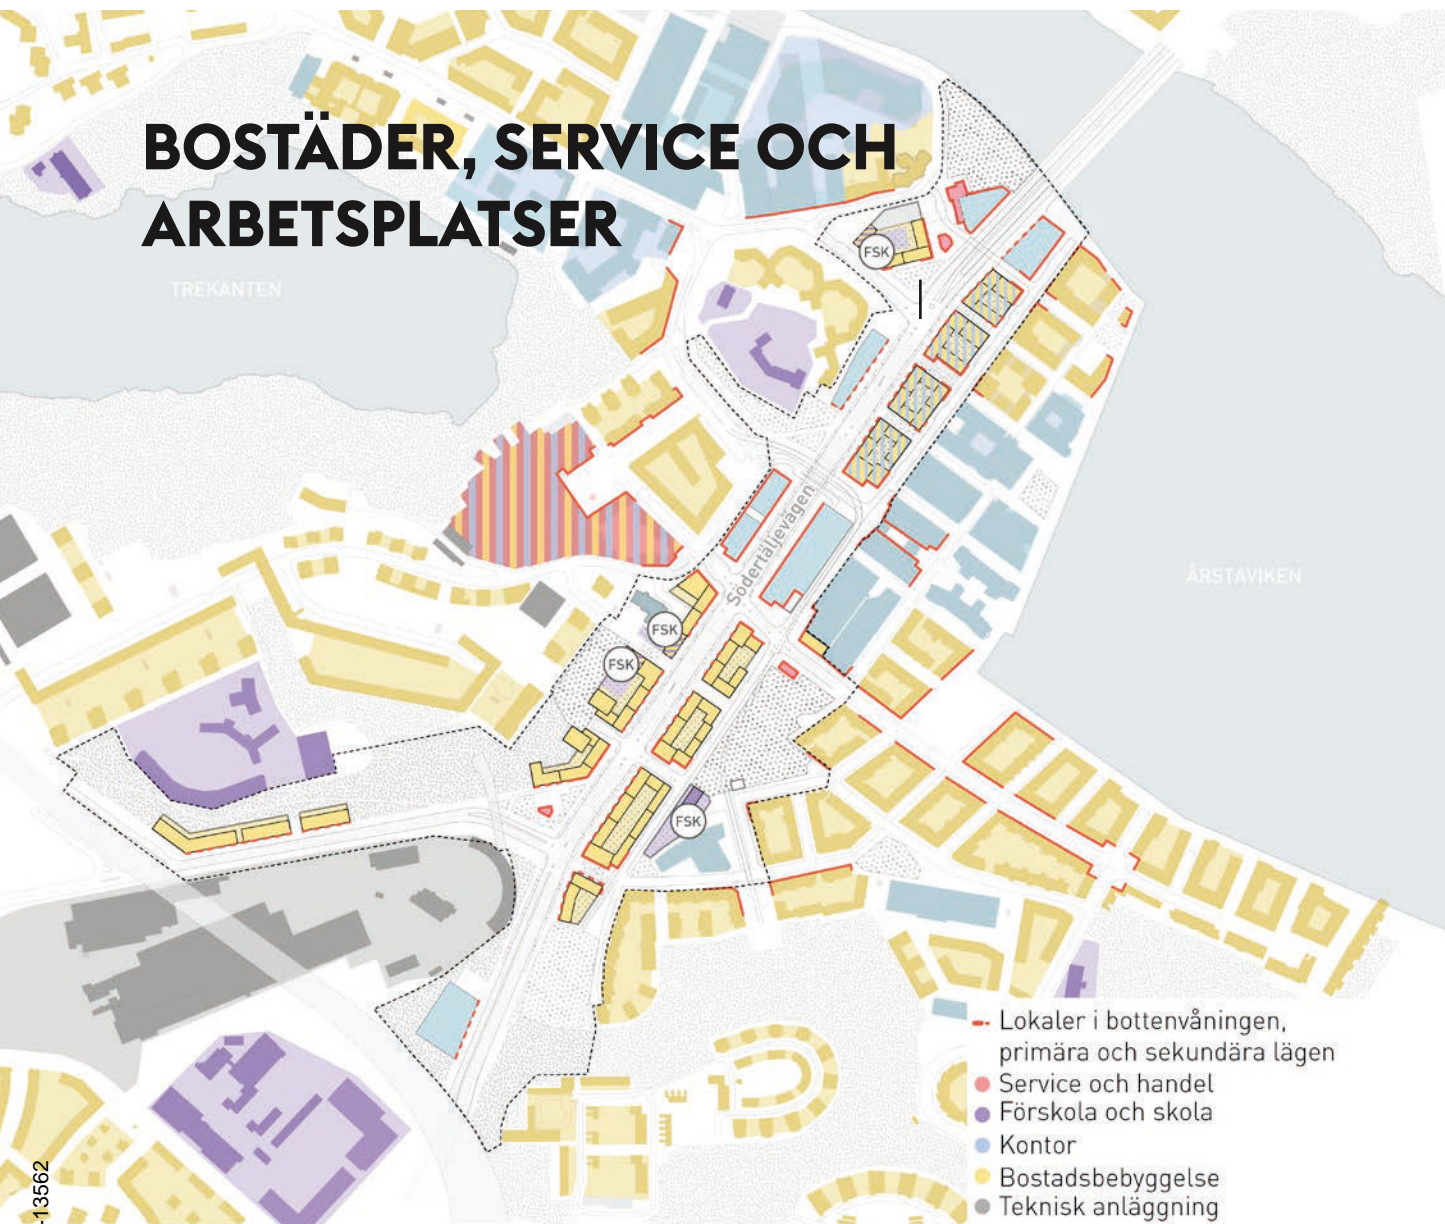 BOSTÄDER, SERVICE OCH
ARBETSPLATSER
TREKANTEN
FSK
Södertäljevägen
ÅRSTAVIKEN
FSK
FSK
FSK
Lokaler i bottenvåningen,
primära och sekundära lägen
Service och handel
Förskola och skola
Kontor
Bostadsbebyggelse
Teknisk anläggning
-13562